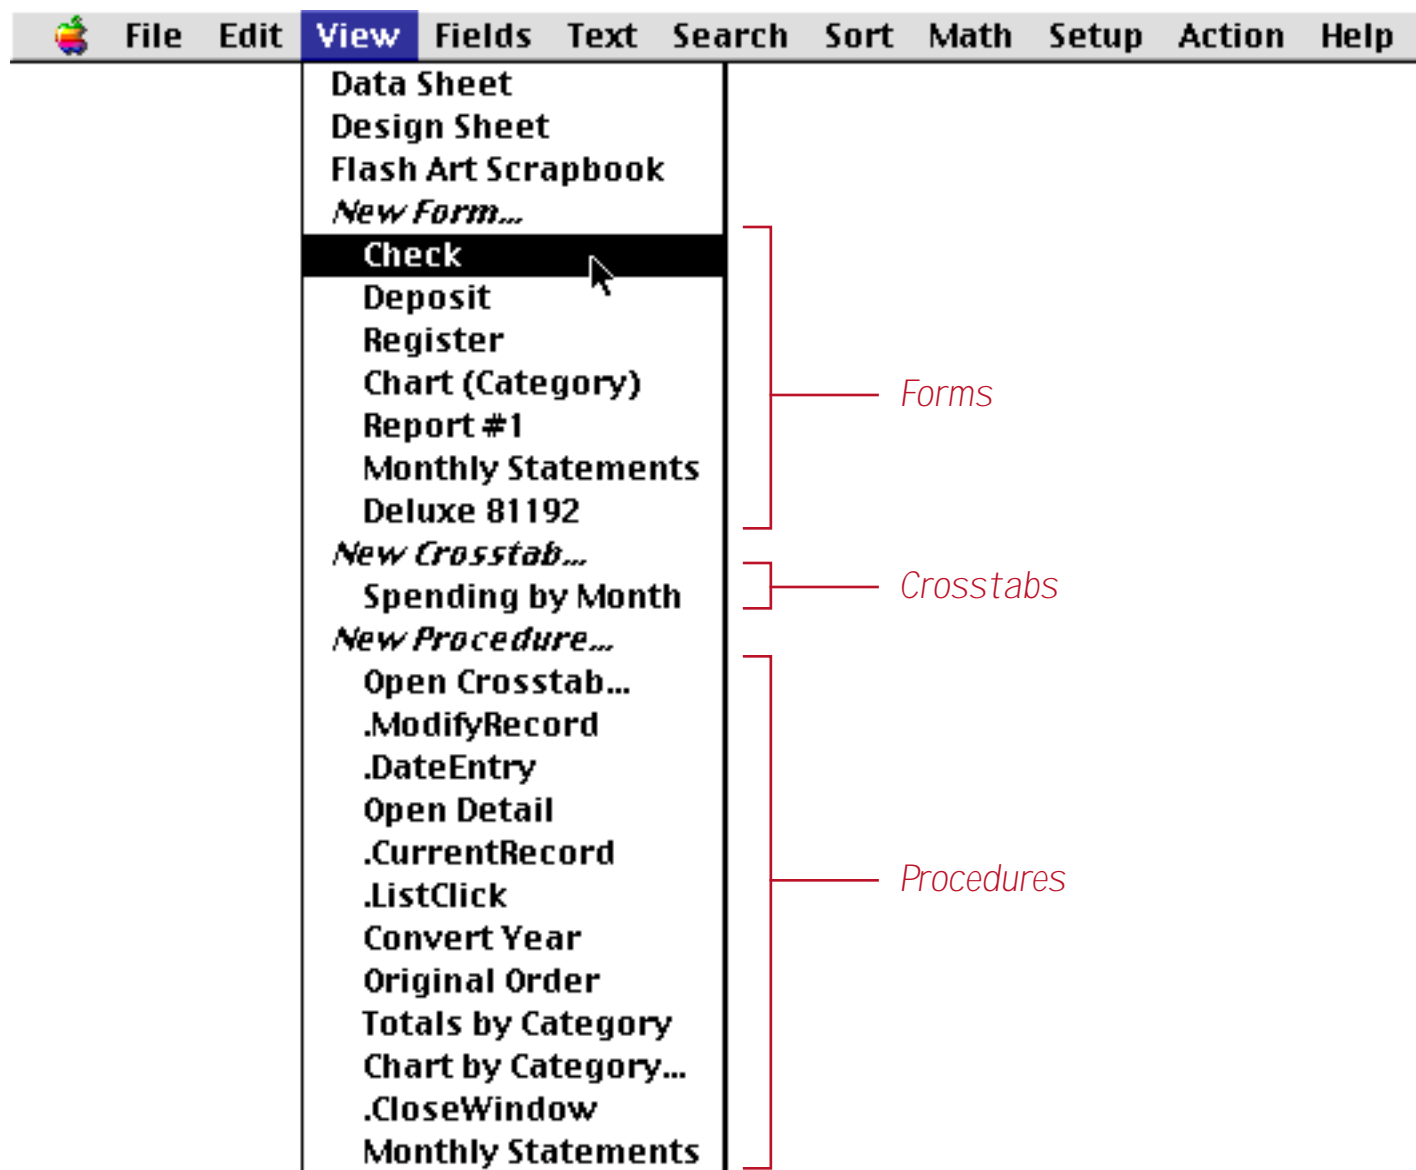 File Edit View Fields Text Search Sort Math Setup Action Help
Data Sheet
Design Sheet
Flash Art Scrapbook
New Form...
Check
Deposit
Register
Chart (Category)
Forms
Report #1
Monthly Statements
Deluxe 81192
New Crosstab...
Spending by Month
Crosstabs
New Procedure...
Open Crosstab...
.ModifyRecord
.DateEntry
Open Detail
.CurrentRecord
Procedures
.ListClick
Convert Year
Original Order
Totals by Category
Chart by Category...
.CloseWindow
Monthly Statements